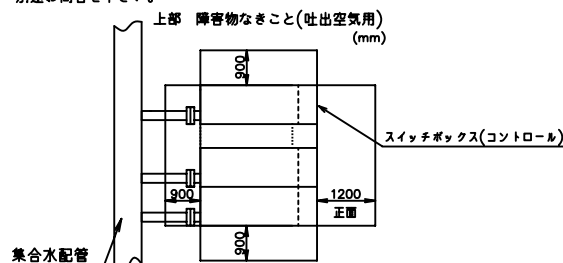 上部 障害物なきこと(吐出空気用)
(mm)
900
スイッチボックス(コントロール)
900
1200
正面
900
集合水配管